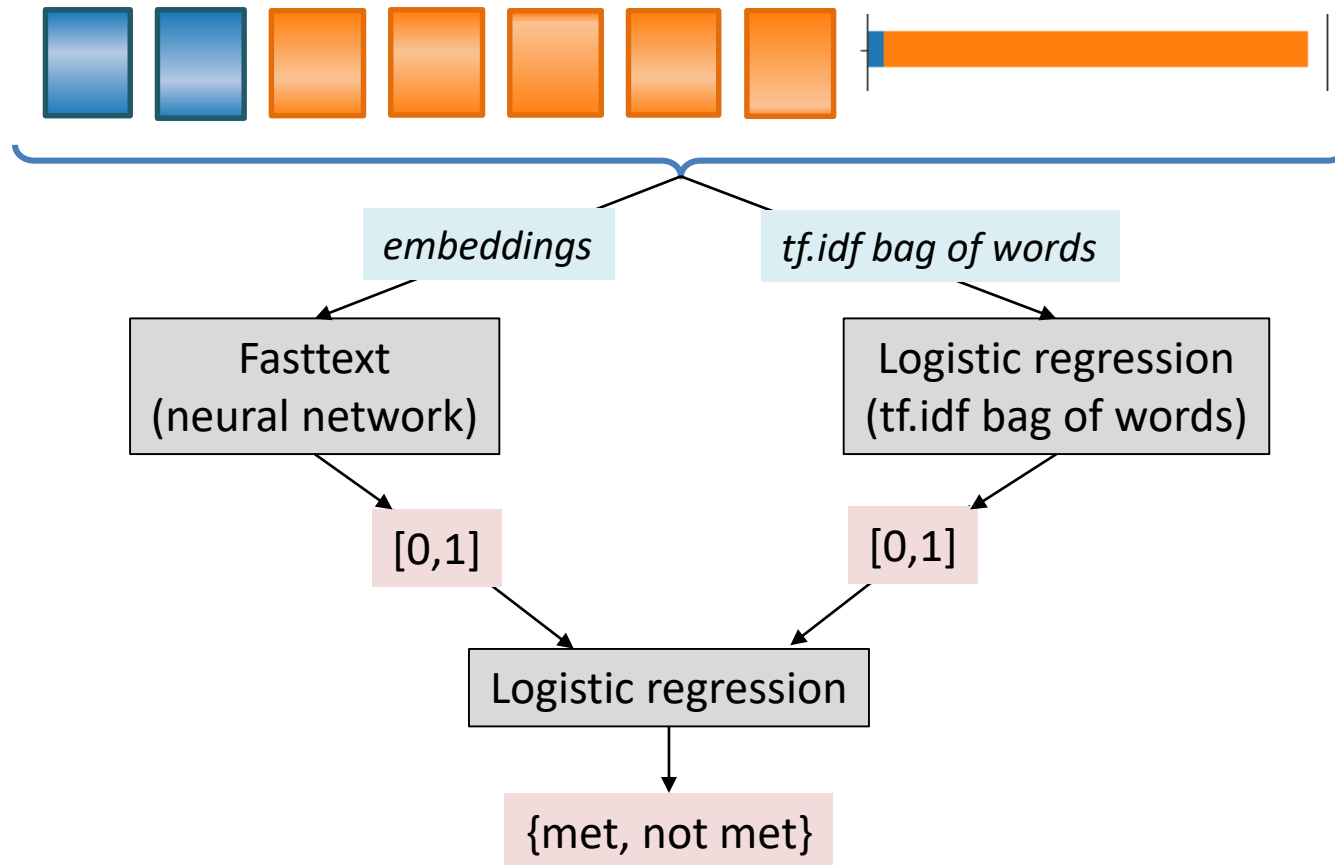 embeddings
tf.idf bag of words
Fasttext
(neural network)
Logistic regression
(tf.idf bag of words)
[0,1]
[0,1]
Logistic regression
{met, not met}